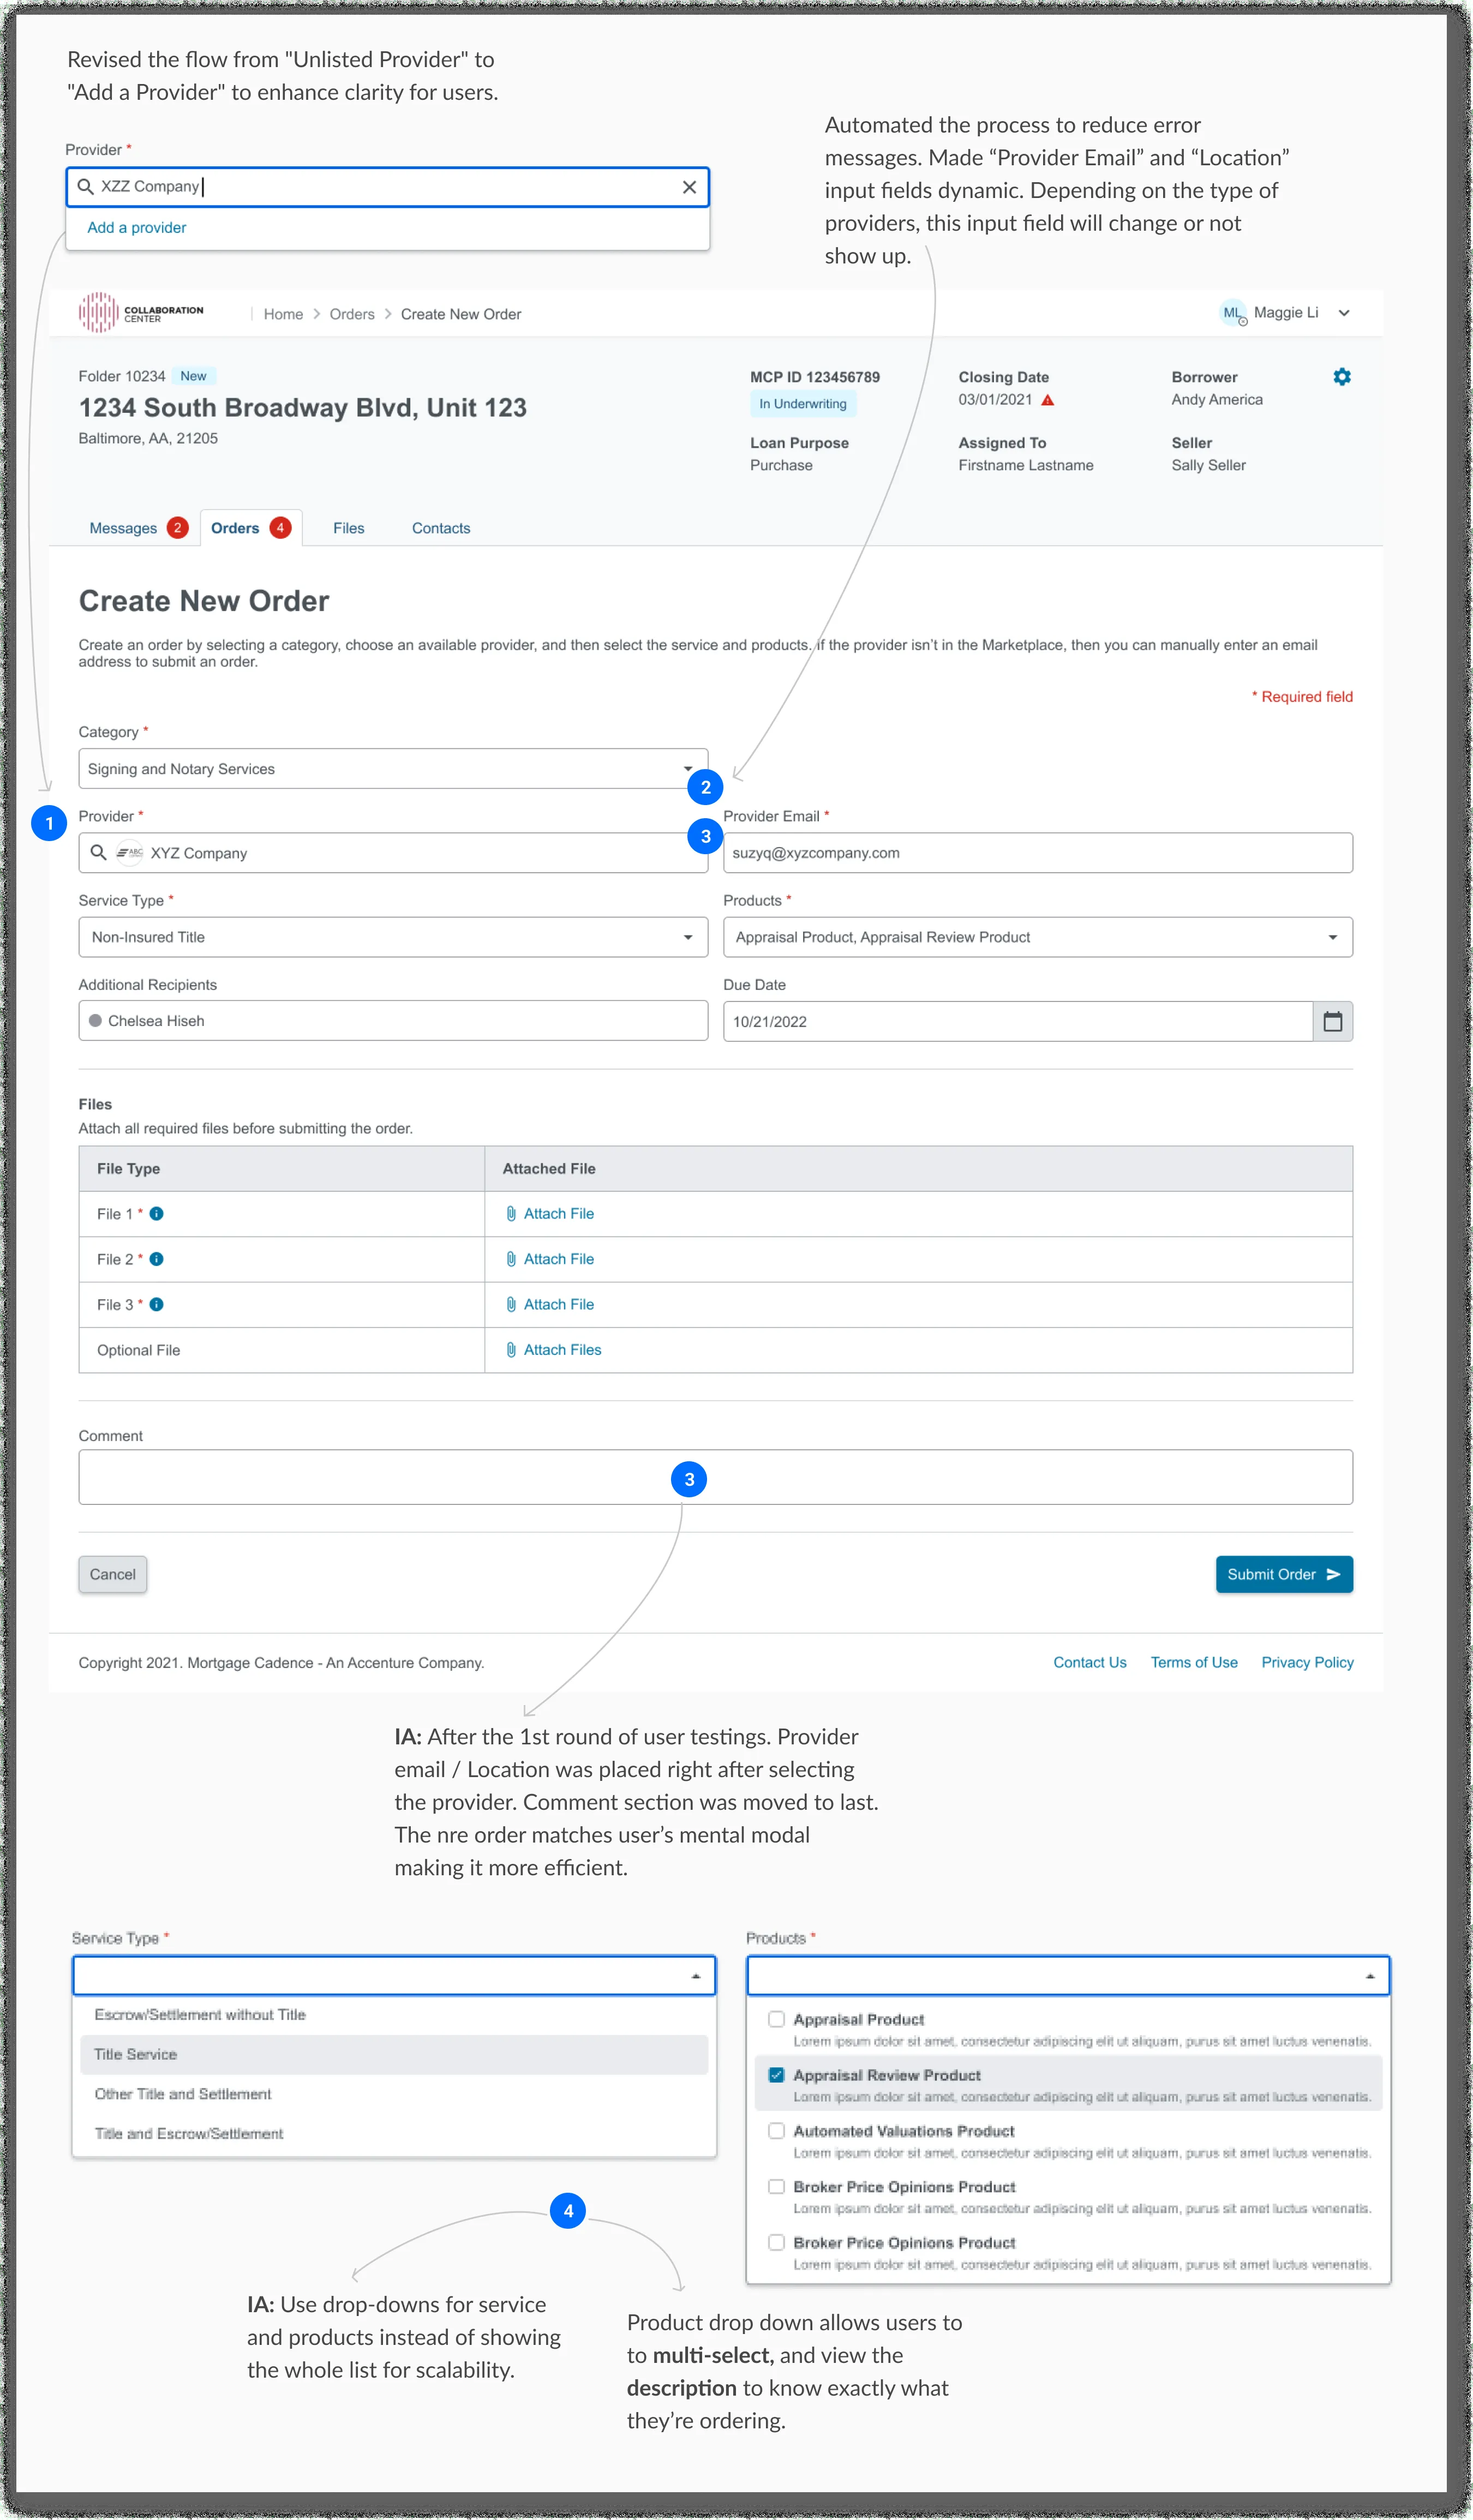 Revised the flow from "Unlisted Provider" to
"Add a Provider" to enhance clarity for users.
Automated the process to reduce error
messages. Made “Provider Email” and “Location”
input fields dynamic. Depending on the type of
providers, this input field will change or not
show up.
Provider *
XZZ Company
Add a provider
COLLABORATION
CENTER
Home > Orders > Create New Order
ML Maggie Li
Folder 10234 New
1234 South Broadway Blvd, Unit 123
Baltimore, AA, 21205
MCP ID 123456789
In Underwriting
Closing Date
03/01/2021
Borrower
Andy America
Loan Purpose
Purchase
Assigned To
Firstname Lastname
Seller
Sally Seller
Messages 2 Orders 4 Files Contacts
Create New Order
Create an order by selecting a category, choose an available provider, and then select the service and products. If the provider isn’t in the Marketplace, then you can manually enter an email
address to submit an order.
* Required field
Category *
Signing and Notary Services
2
1
Provider *
ABC XYZ Company
3
Provider Email *
suzyq@xyzcompany.com
Service Type *
Non-Insured Title
Products *
Appraisal Product, Appraisal Review Product
Additional Recipients
Chelsea Hiseh
Due Date
10/21/2022
Files
Attach all required files before submitting the order.
File Type Attached File
File 1 * Attach File
File 2 * Attach File
File 3 * Attach File
Optional File Attach Files
Comment
3
Cancel
Submit Order
Copyright 2021. Mortgage Cadence - An Accenture Company.
Contact Us Terms of Use Privacy Policy
IA: After the 1st round of user testings. Provider
email / Location was placed right after selecting
the provider. Comment section was moved to last.
The nre order matches user’s mental modal
making it more efficient.
Service Type *
Escrow/Settlement without Title
Title Service
Other Title and Settlement
Title and Escrow/Settlement
Products *
Appraisal Product
Lorem ipsum dolor sit amet, consectetur adipiscing elit ut aliquam, purus sit amet luctus venenatis.
Appraisal Review Product
Lorem ipsum dolor sit amet, consectetur adipiscing elit ut aliquam, purus sit amet luctus venenatis.
Automated Valuations Product
Lorem ipsum dolor sit amet, consectetur adipiscing elit ut aliquam, purus sit amet luctus venenatis.
Broker Price Opinions Product
Lorem ipsum dolor sit amet, consectetur adipiscing elit ut aliquam, purus sit amet luctus venenatis.
Broker Price Opinions Product
Lorem ipsum dolor sit amet, consectetur adipiscing elit ut aliquam, purus sit amet luctus venenatis.
4
IA: Use drop-downs for service
and products instead of showing
the whole list for scalability.
Product drop down allows users to
to multi-select, and view the
description to know exactly what
they’re ordering.